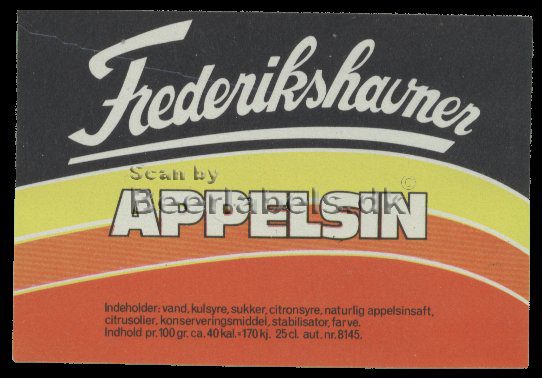 Frederikshavner
Scan by
Beerlabels.dk ©
APPELSIN
Indeholder: vand, kulsyre, sukker, citronsyre, naturlig appelsinsaft,
citrusolier, konserveringsmiddel, stabilisator, farve.
Indhold pr. 100 gr. ca. 40 kal.=170 kj. 25 cl. aut. nr. 8145.